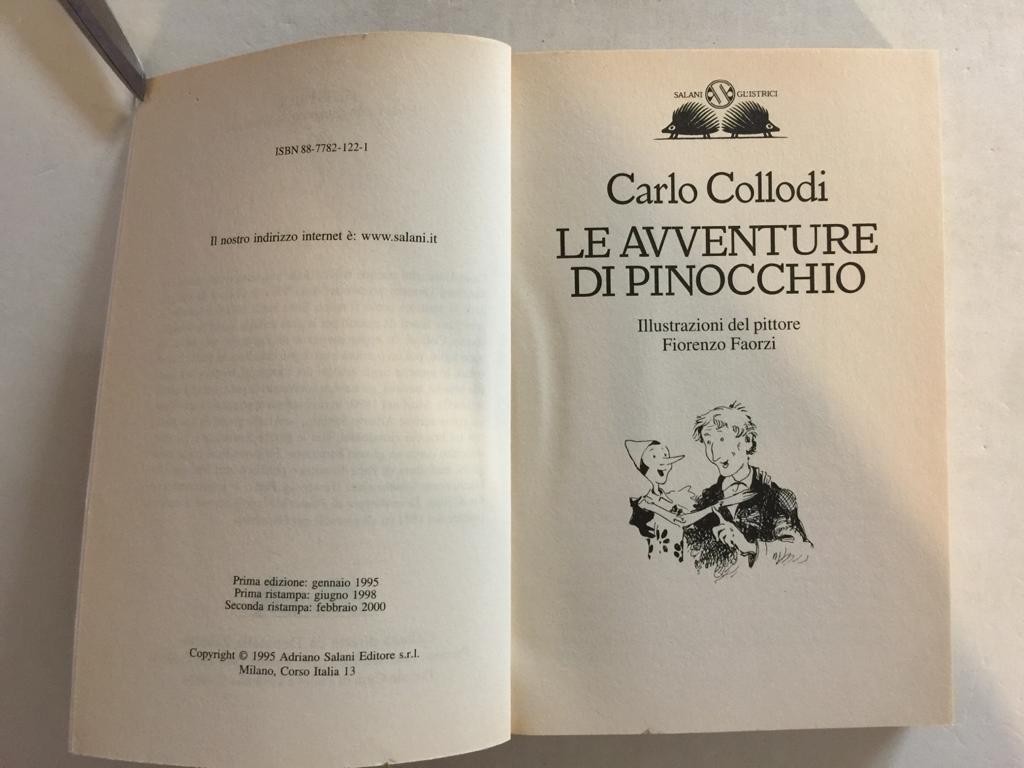 ISBN 88-7782-122-1
Il nostro indirizzo internet è: www.salani.it
Prima edizione: gennaio 1995
Prima ristampa: giugno 1998
Seconda ristampa: febbraio 2000
Copyright © 1995 Adriano Salani Editore s.r.l.
Milano, Corso Italia 13
SALANI GL'ISTRICI
Carlo Collodi
LE AVVENTURE
DI PINOCCHIO
Illustrazioni del pittore
Fiorenzo Faorzi